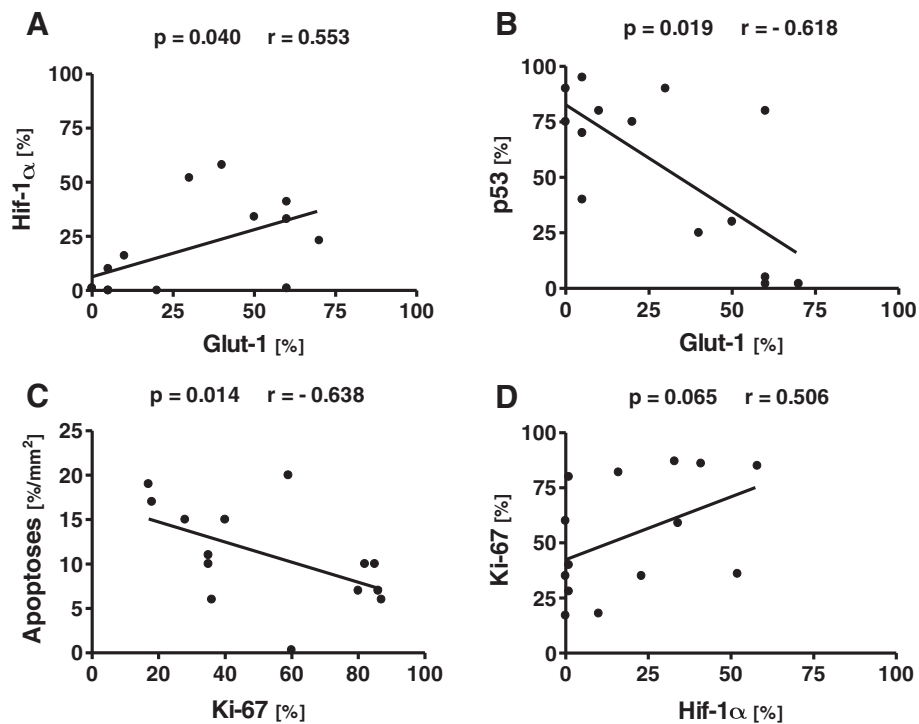 A
p = 0.040 r = 0.553
100
75
50
25
0
Hif-1α [%]
0 25 50 75 100
Glut-1 [%]
B
p = 0.019 r = - 0.618
100
75
50
25
0
p53 [%]
0 25 50 75 100
Glut-1 [%]
C
p = 0.014 r = - 0.638
25
20
15
10
5
0
Apoptoses [%/mm²]
0 20 40 60 80 100
Ki-67 [%]
D
p = 0.065 r = 0.506
100
75
50
25
0
Ki-67 [%]
0 25 50 75 100
Hif-1α [%]